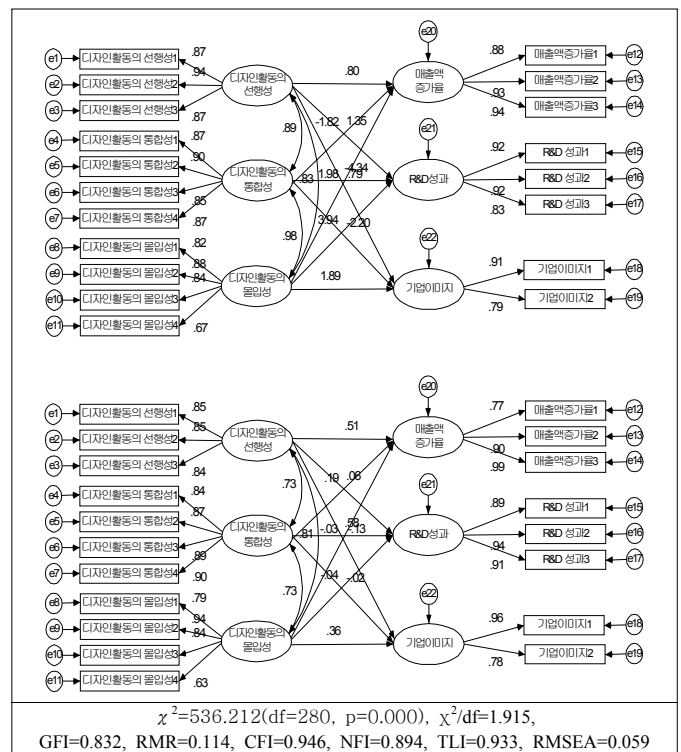 e20
e1 디자인활동의 선행성1 .87 .88 매출액증가율1 e12
e2 디자인활동의 선행성2 .94 디자인활동의 선행성 .80 매출액 증가율 매출액증가율2 e13
e3 디자인활동의 선행성3 .87 .93 .94 매출액증가율3 e14
e4 디자인활동의 통합성1 .87 .89 -1.82 1.35 e21
e5 디자인활동의 통합성2 .90 .92 R&D 성과1 e15
e6 디자인활동의 통합성3 디자인활동의 통합성 .83 1.98 -4.34 .79 R&D성과 R&D 성과2 e16
e7 디자인활동의 통합성4 .85 .87 .92 .83 R&D 성과3 e17
e8 디자인활동의 몰입성1 .82 .98 3.94 -2.20 e22
e9 디자인활동의 몰입성2 .88 .91 기업이미지1 e18
e10 디자인활동의 몰입성3 .84 디자인활동의 몰입성 1.89 기업이미지 기업이미지2 e19
e11 디자인활동의 몰입성4 .67 .79
e20
e1 디자인활동의 선행성1 .85 .77 매출액증가율1 e12
e2 디자인활동의 선행성2 .85 디자인활동의 선행성 .51 매출액 증가율 매출액증가율2 e13
e3 디자인활동의 선행성3 .84 .90 .99 매출액증가율3 e14
e4 디자인활동의 통합성1 .84 .73 .19 .06 e21
e5 디자인활동의 통합성2 .87 .89 R&D 성과1 e15
e6 디자인활동의 통합성3 디자인활동의 통합성 .81 -.03 -.13 R&D성과 R&D 성과2 e16
e7 디자인활동의 통합성4 .89 .90 .94 .91 R&D 성과3 e17
e8 디자인활동의 몰입성1 .79 .73 -.04 -.02 e22
e9 디자인활동의 몰입성2 .94 .96 기업이미지1 e18
e10 디자인활동의 몰입성3 .84 디자인활동의 몰입성 .36 기업이미지 기업이미지2 e19
e11 디자인활동의 몰입성4 .63 .78
χ²=536.212(df=280, p=0.000), χ²/df=1.915,
GFI=0.832, RMR=0.114, CFI=0.946, NFI=0.894, TLI=0.933, RMSEA=0.059